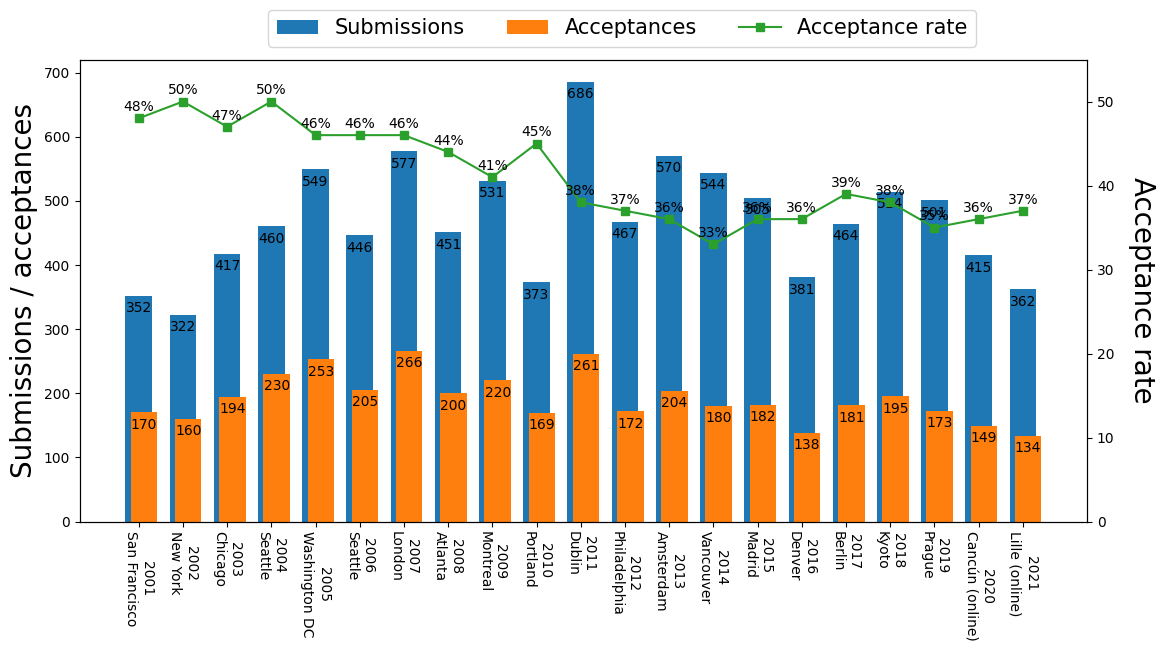 Submissions Acceptances Acceptance rate
Submissions / acceptances
Acceptance rate
700
600
500
400
300
200
100
0
50
40
30
20
10
0
48% 50% 47% 50% 46% 46% 46% 44% 41% 45% 38% 37% 36% 33% 36% 36% 39% 38% 35% 36% 37%
352 322 417 460 549 446 577 451 531 373 686 467 570 544 505 381 464 514 501 415 362
170 160 194 230 253 205 266 200 220 169 261 172 204 180 182 138 181 195 173 149 134
2001
San Francisco
2002
New York
2003
Chicago
2004
Seattle
2005
Washington DC
2006
Seattle
2007
London
2008
Atlanta
2009
Montreal
2010
Portland
2011
Dublin
2012
Philadelphia
2013
Amsterdam
2014
Vancouver
2015
Madrid
2016
Denver
2017
Berlin
2018
Kyoto
2019
Prague
2020
Cancún (online)
2021
Lille (online)